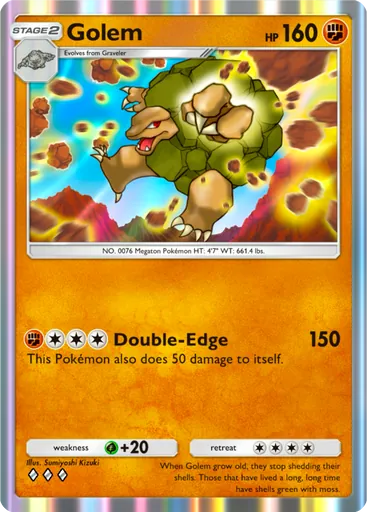 STAGE2 Golem HP 160
Evolves from Graveler
NO. 0076 Megaton Pokémon HT: 4'7" WT: 661.4 lbs.
Double-Edge 150
This Pokémon also does 50 damage to itself.
weakness +20 retreat
Illus. Sumiyoshi Kizuki
When Golem grow old, they stop shedding their
shells. Those that have lived a long, long time
have shells green with moss.